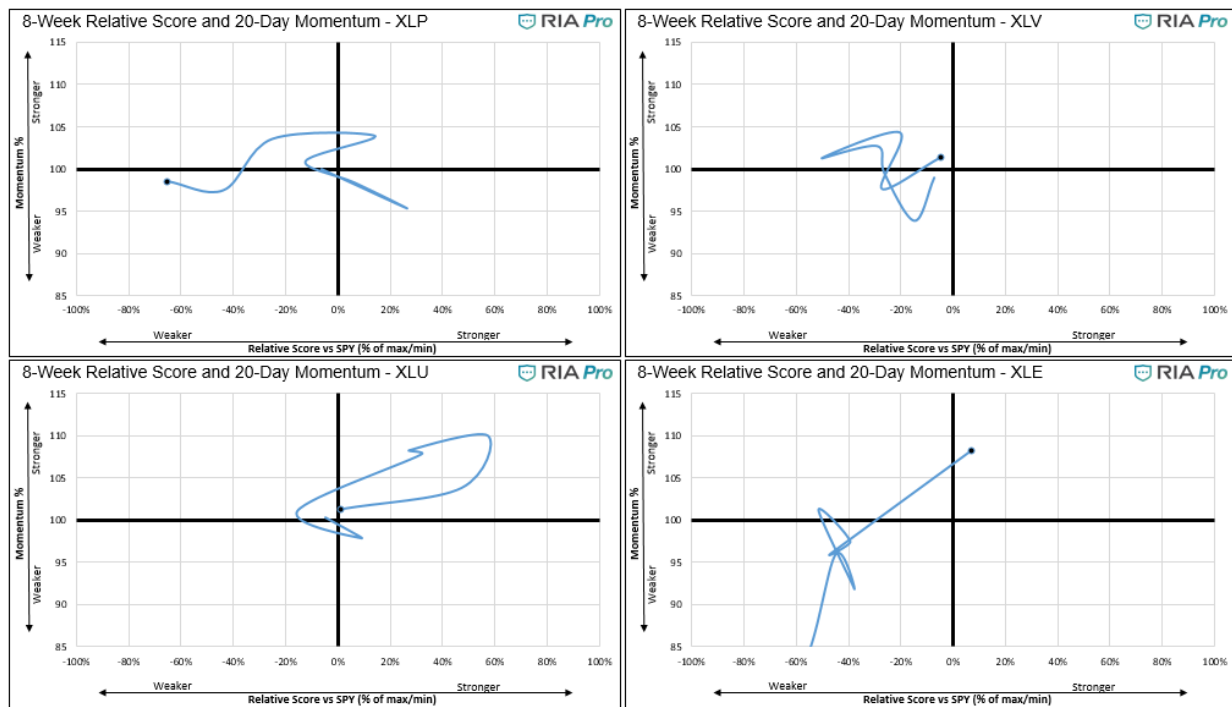 8-Week Relative Score and 20-Day Momentum - XLP
RIA Pro
115
110
105
100
95
90
85
Momentum %
Stronger
Weaker
-100% -80% -60% -40% -20% 0% 20% 40% 60% 80% 100%
Weaker Stronger
Relative Score vs SPY (% of max/min)
8-Week Relative Score and 20-Day Momentum - XLV
RIA Pro
115
110
105
100
95
90
85
Momentum %
Stronger
Weaker
-100% -80% -60% -40% -20% 0% 20% 40% 60% 80% 100%
Weaker Stronger
Relative Score vs SPY (% of max/min)
8-Week Relative Score and 20-Day Momentum - XLU
RIA Pro
115
110
105
100
95
90
85
Momentum %
Stronger
Weaker
-100% -80% -60% -40% -20% 0% 20% 40% 60% 80% 100%
Weaker Stronger
Relative Score vs SPY (% of max/min)
8-Week Relative Score and 20-Day Momentum - XLE
RIA Pro
115
110
105
100
95
90
85
Momentum %
Stronger
Weaker
-100% -80% -60% -40% -20% 0% 20% 40% 60% 80% 100%
Weaker Stronger
Relative Score vs SPY (% of max/min)